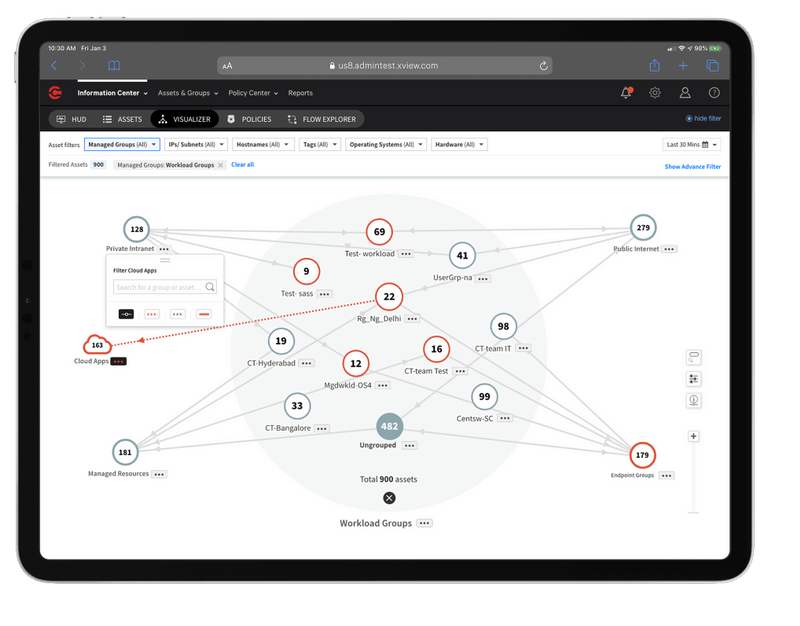 10:30 AM Fri Jan 3
98%
AA
us8.admintest.xview.com
Information Center
Assets & Groups
Policy Center
Reports
HUD
ASSETS
VISUALIZER
POLICIES
FLOW EXPLORER
hide filter
Asset filters
Managed Groups (All)
IPs/ Subnets (All)
Hostnames (All)
Tags (All)
Operating Systems (All)
Hardware (All)
Last 30 Mins
Filtered Assets 900
Managed Groups: Workload Groups
Clear all
Show Advance Filter
128
Private Intranet
69
Test- workload
279
Public Internet
41
UserGrp-na
9
Test- sass
Filter Cloud Apps
Search for a group or asset...
22
Rg_Ng_Delhi
98
CT-team IT
163
Cloud Apps
19
CT-Hyderabad
16
CT-team Test
12
Mgdwkld-OS4
99
Centsw-SC
33
CT-Bangalore
482
Ungrouped
181
Managed Resources
179
Endpoint Groups
Total 900 assets
Workload Groups